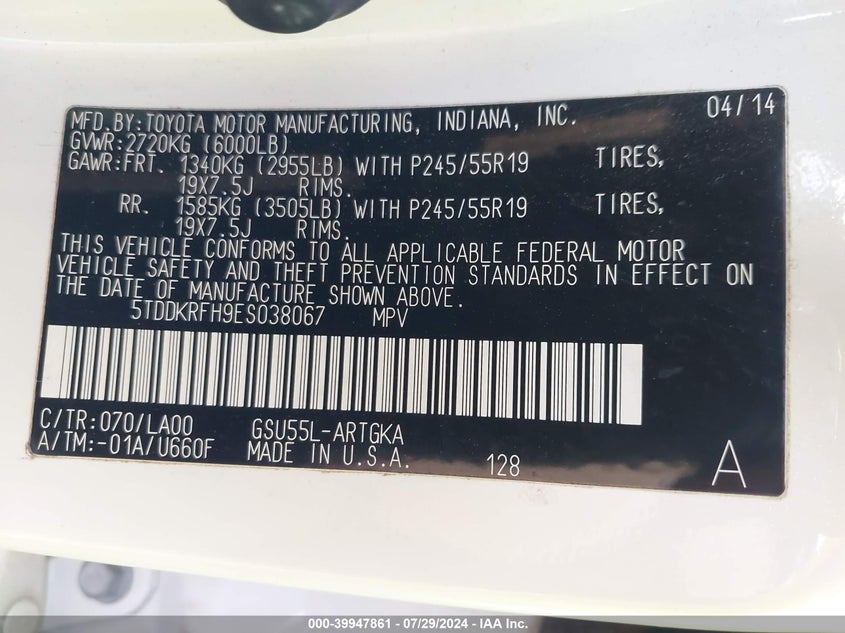 MFD.BY:TOYOTA MOTOR MANUFACTURING, INDIANA, INC. 04/14
GVWR:2720KG (6000LB)
GAWR:FRT. 1340KG (2955LB) WITH P245/55R19 TIRES,
19X7.5J RIMS.
RR. 1585KG (3505LB) WITH P245/55R19 TIRES,
19X7.5J RIMS.
THIS VEHICLE CONFORMS TO ALL APPLICABLE FEDERAL MOTOR
VEHICLE SAFETY AND THEFT PREVENTION STANDARDS IN EFFECT ON
THE DATE OF MANUFACTURE SHOWN ABOVE.
5TDDKRFH9ES038067 MPV
C/TR:070/LA00 GSU55L-ARTGKA
A/TM:-01A/U660F MADE IN U.S.A. 128 A
000-39947861 - 07/29/2024 - IAA Inc.